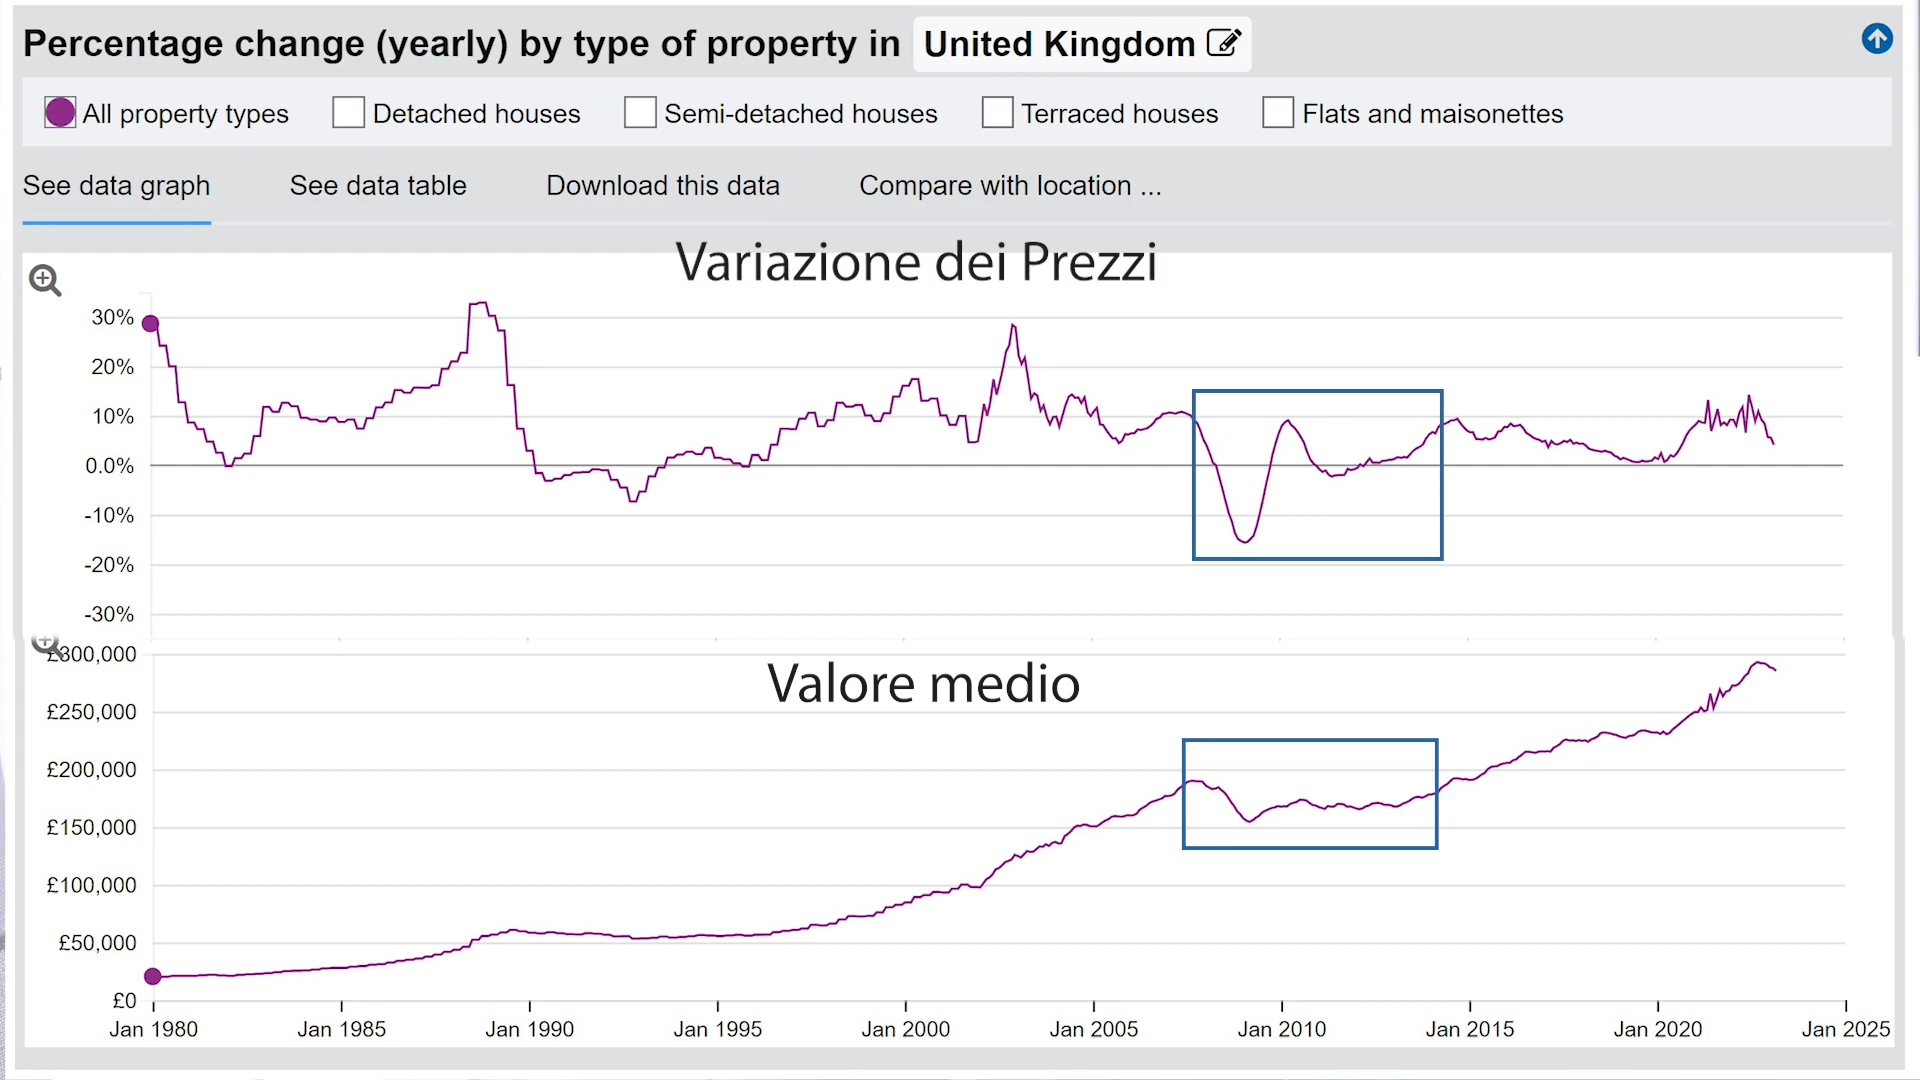 Percentage change (yearly) by type of property in United Kingdom
All property types Detached houses Semi-detached houses Terraced houses Flats and maisonettes
See data graph See data table Download this data Compare with location ...
Variazione dei Prezzi
30%
20%
10%
0.0%
-10%
-20%
-30%
£300,000
Valore medio
£250,000
£200,000
£150,000
£100,000
£50,000
£0
Jan 1980 Jan 1985 Jan 1990 Jan 1995 Jan 2000 Jan 2005 Jan 2010 Jan 2015 Jan 2020 Jan 2025